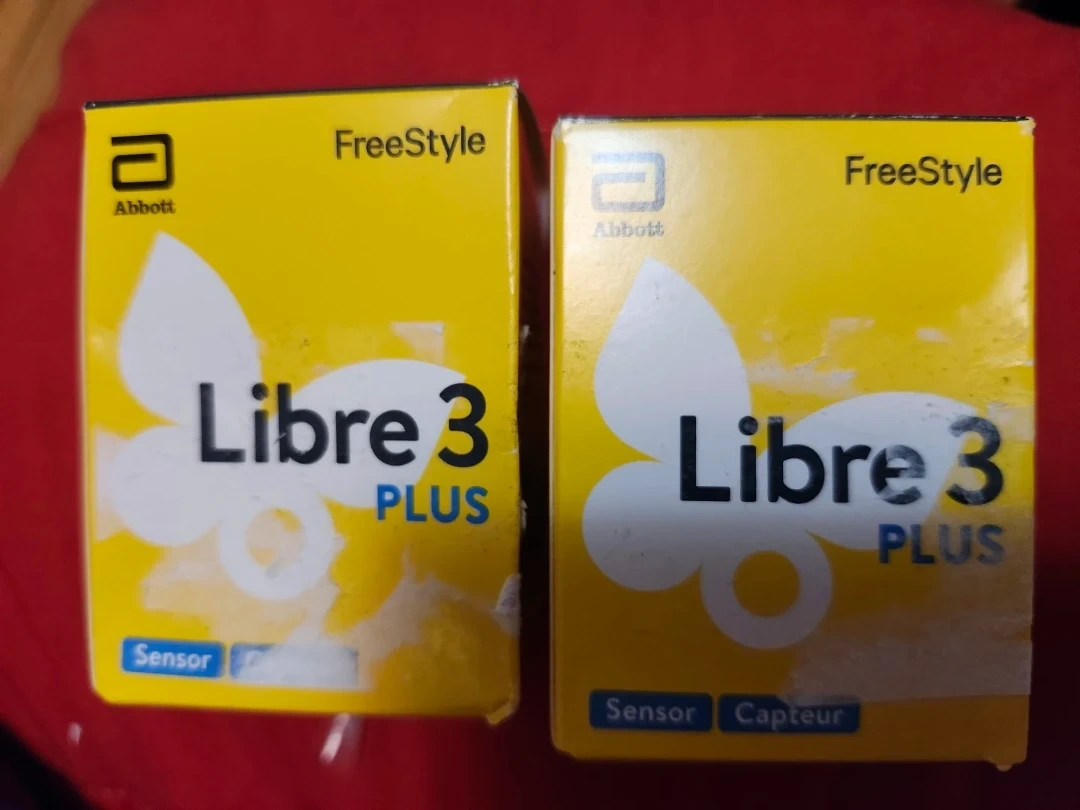 Abbott
FreeStyle
Libre 3
PLUS
Sensor
Abbott
FreeStyle
Libre 3
PLUS
Sensor Capteur